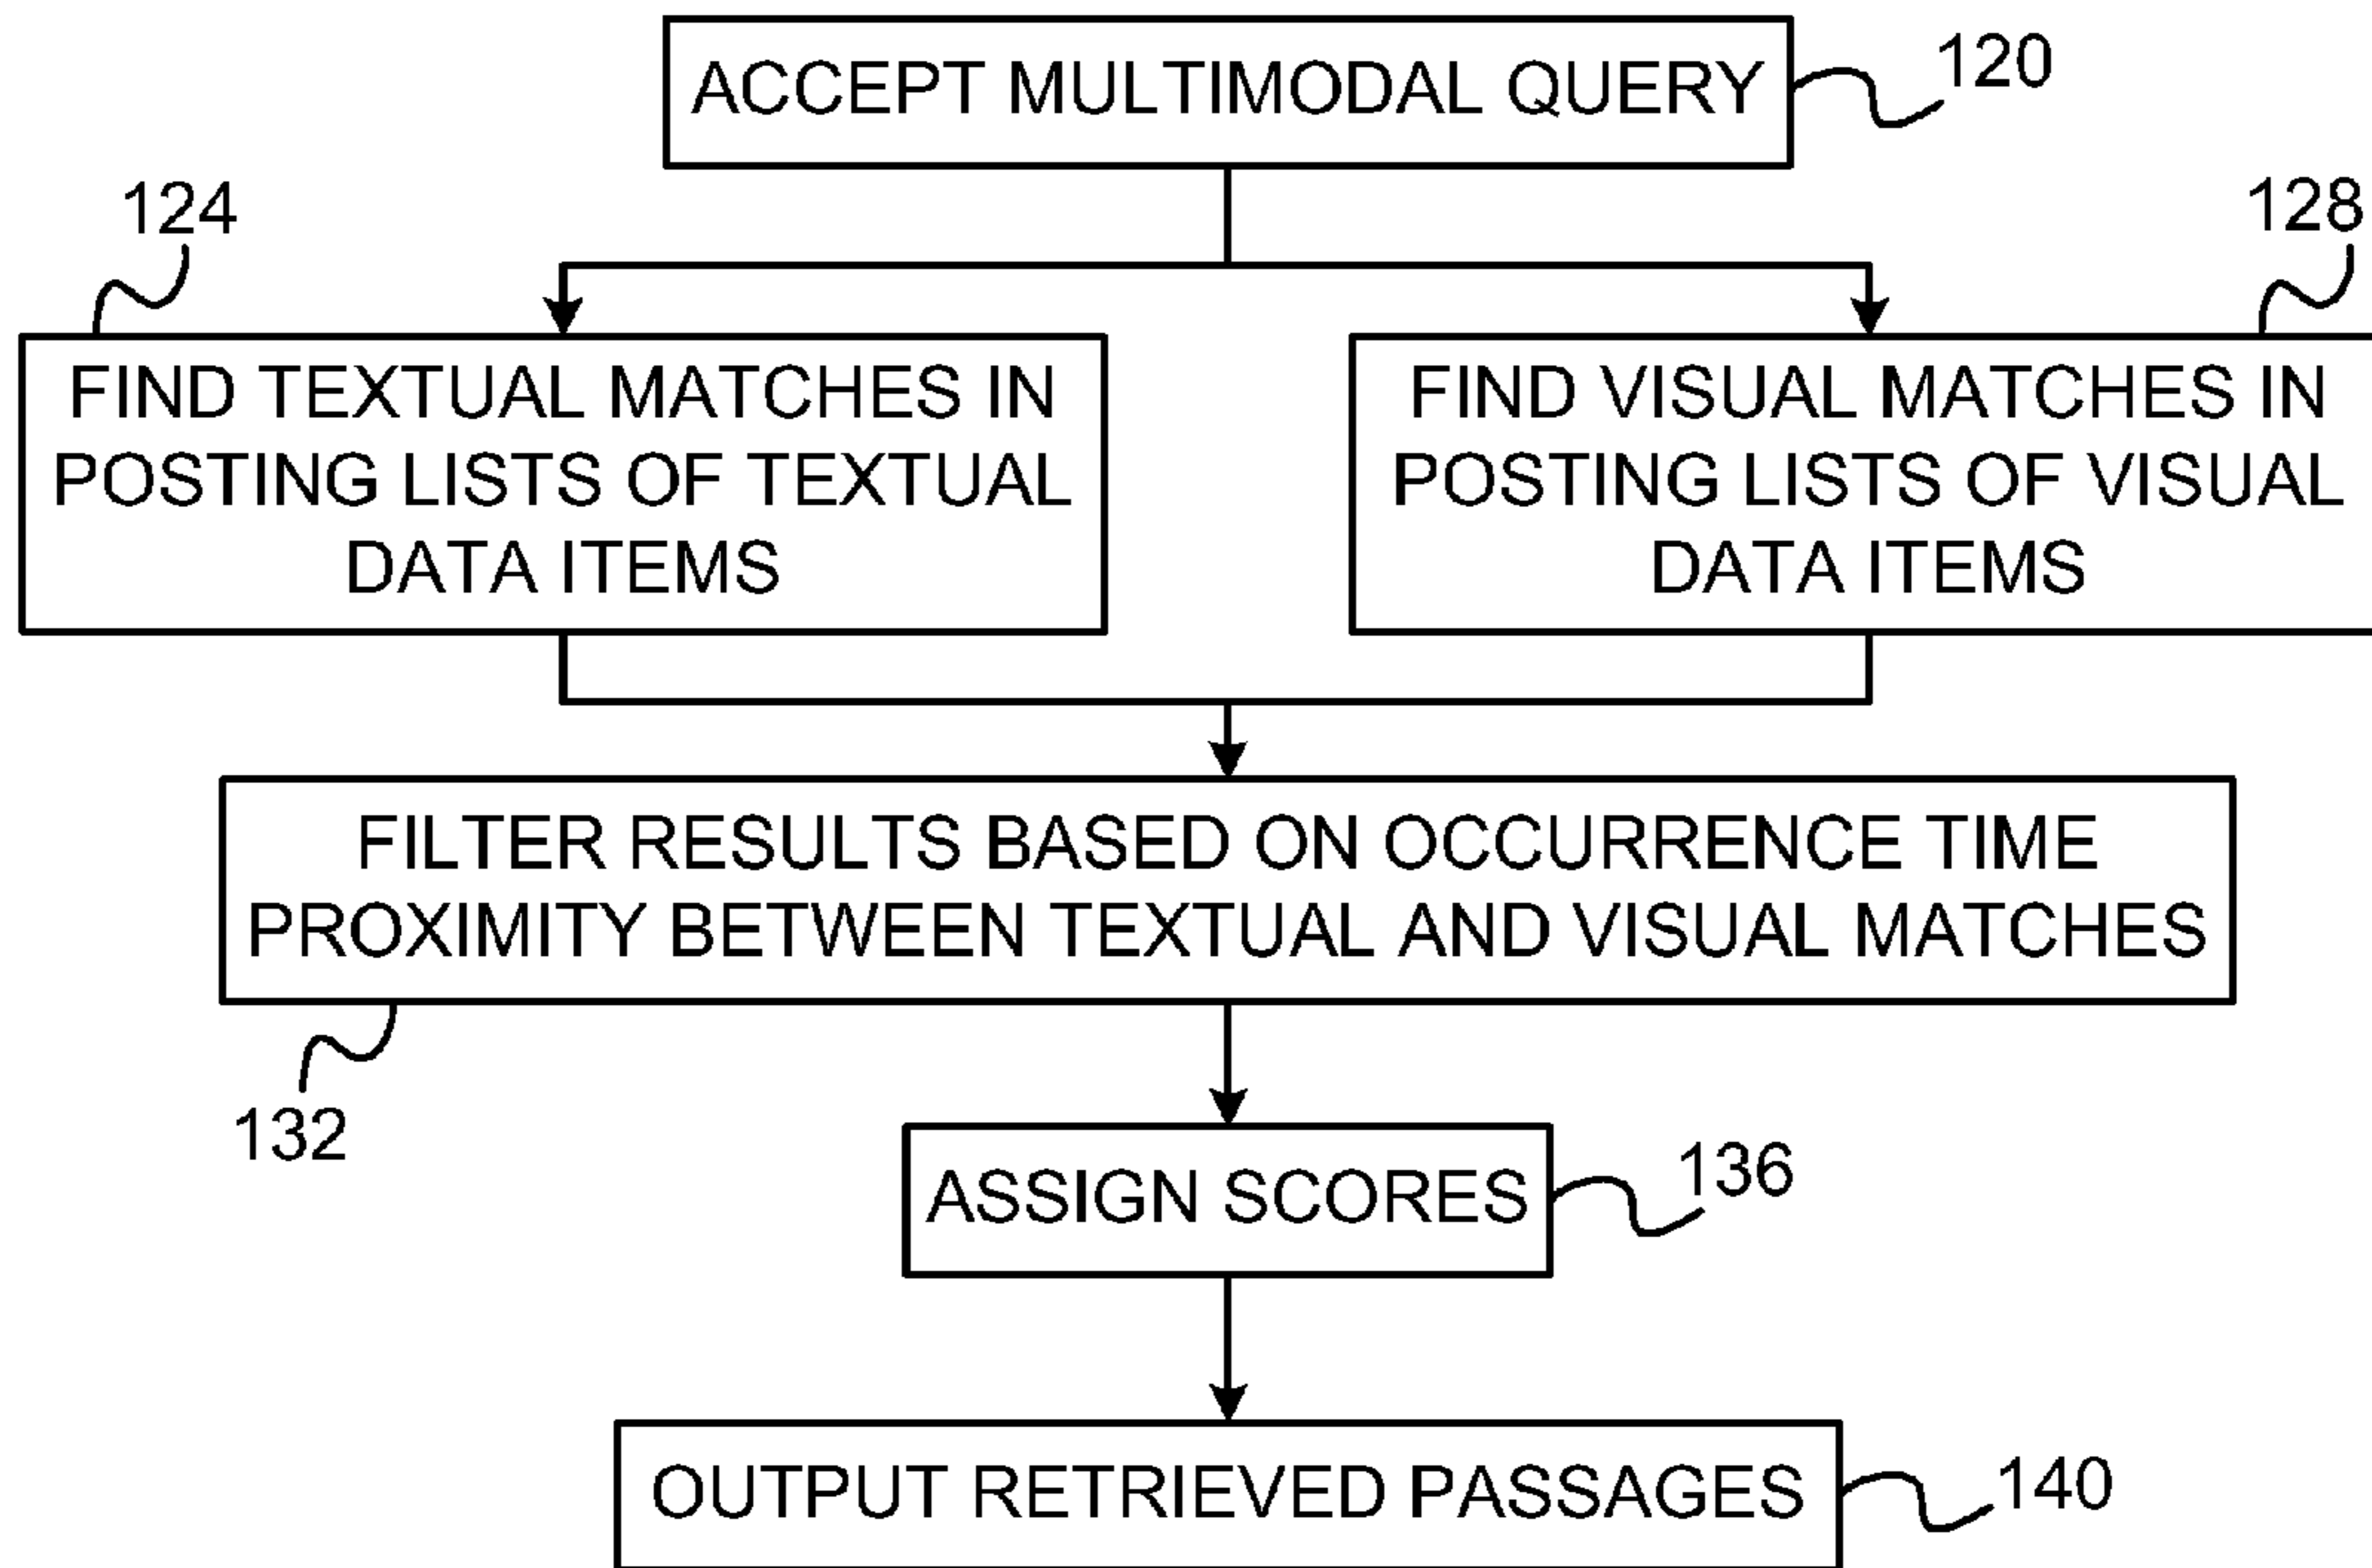 ACCEPT MULTIMODAL QUERY
120
124
128
FIND TEXTUAL MATCHES IN
POSTING LISTS OF TEXTUAL
DATA ITEMS
FIND VISUAL MATCHES IN
POSTING LISTS OF VISUAL
DATA ITEMS
FILTER RESULTS BASED ON OCCURRENCE TIME
PROXIMITY BETWEEN TEXTUAL AND VISUAL MATCHES
132
ASSIGN SCORES
136
OUTPUT RETRIEVED PASSAGES
140